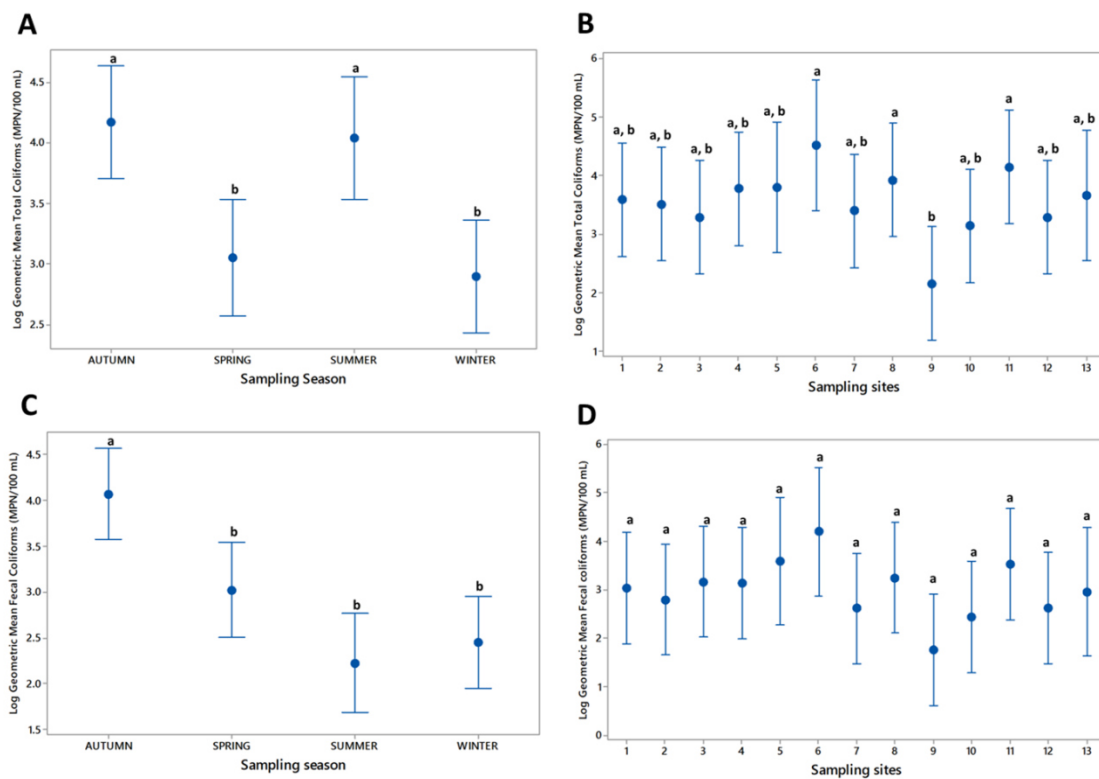 A
Log Geometric Mean Total Coliforms (MPN/100 mL)
4.5
4.0
3.5
3.0
2.5
a
b
a
b
AUTUMN SPRING SUMMER WINTER
Sampling Season
B
Log Geometric Mean Total Coliforms (MPN/100 mL)
6
5
4
3
2
1
a, b
a, b
a, b
a, b
a, b
a
a, b
a
b
a, b
a
a, b
a, b
1 2 3 4 5 6 7 8 9 10 11 12 13
Sampling sites
C
Log Geometric Mean Fecal Coliforms (MPN/100 mL)
4.5
4.0
3.5
3.0
2.5
2.0
1.5
a
b
b
b
AUTUMN SPRING SUMMER WINTER
Sampling season
D
Log Geometric Mean Fecal coliforms (MPN/100 mL)
6
5
4
3
2
1
0
a
a
a
a
a
a
a
a
a
a
a
a
a
1 2 3 4 5 6 7 8 9 10 11 12 13
Sampling sites